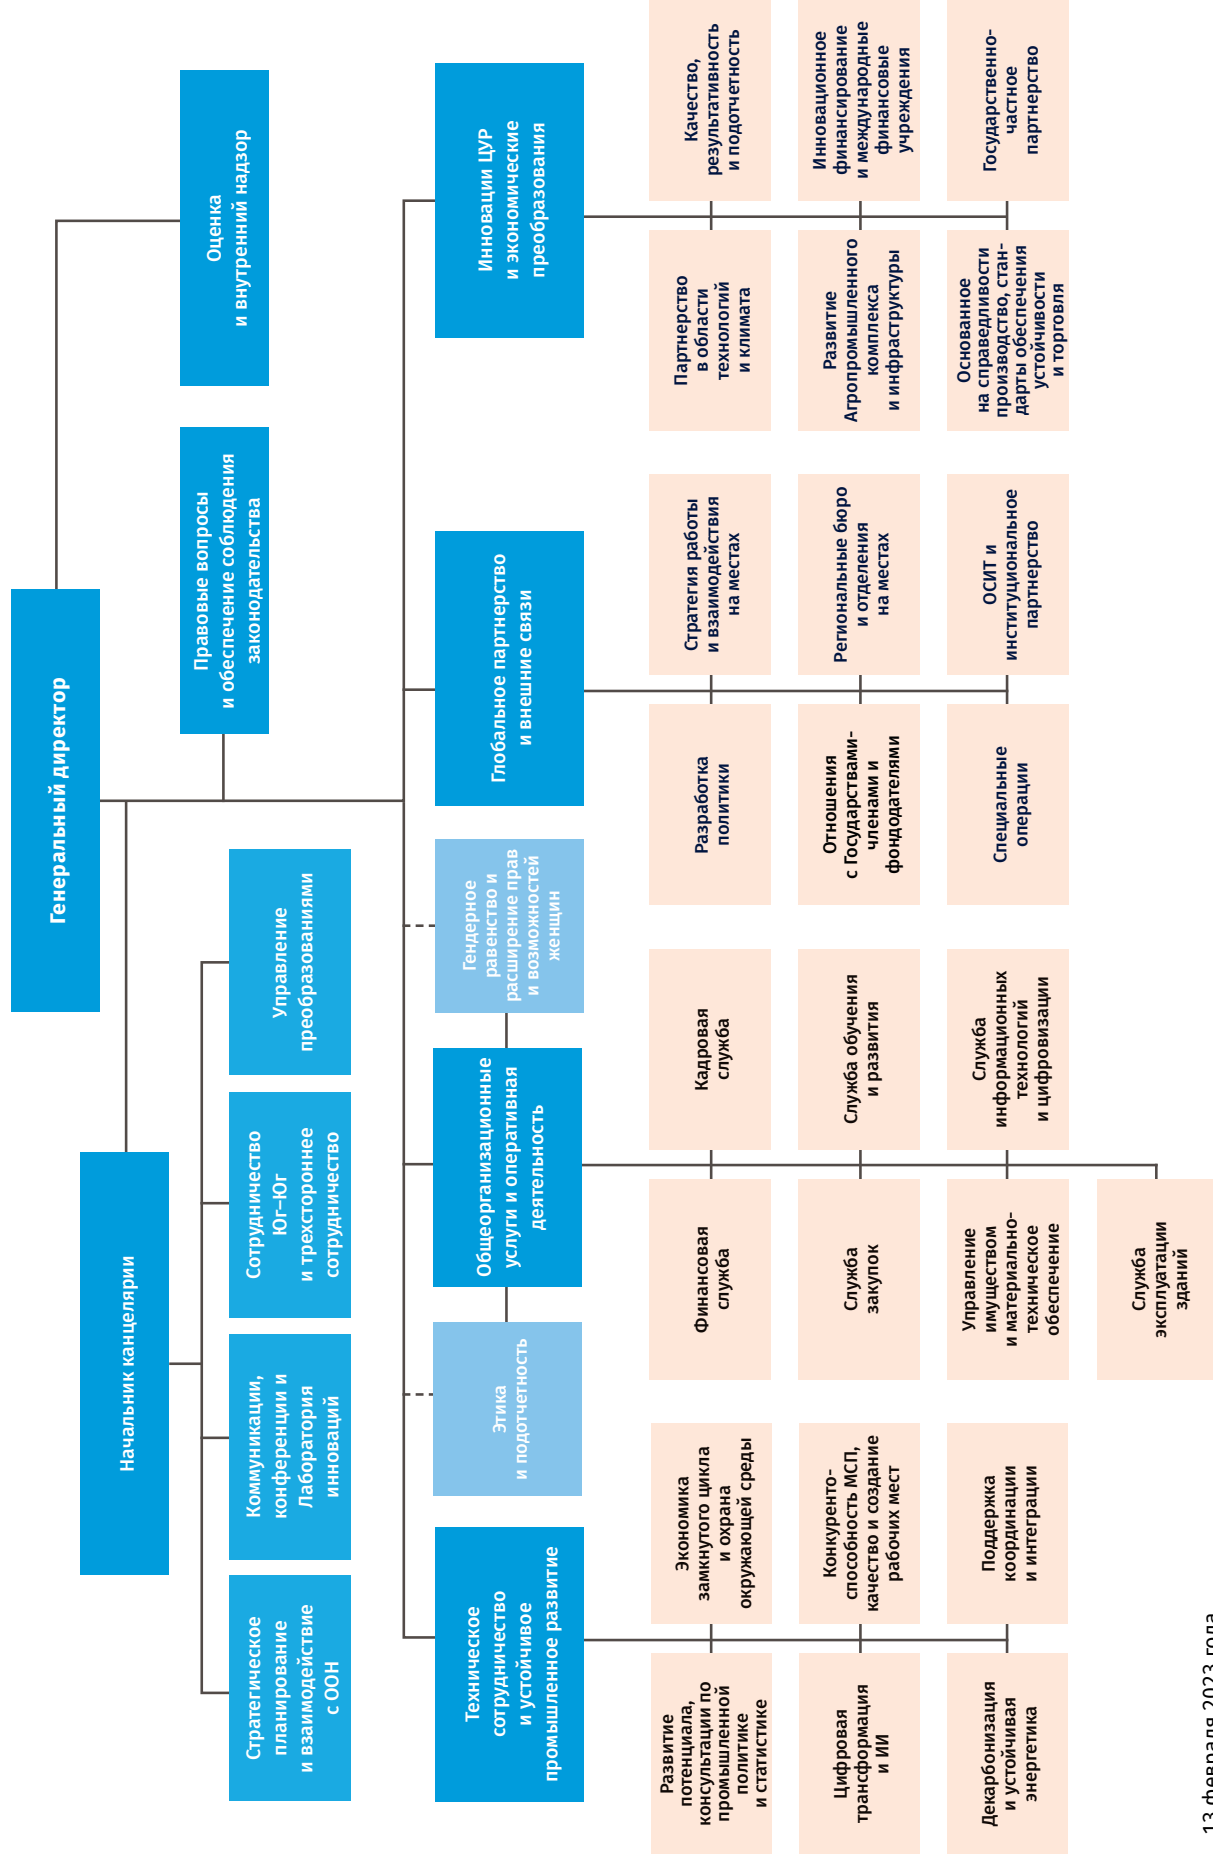 Генеральный директор
Оценка
и внутренний надзор
Правовые вопросы
и обеспечение соблюдения
законодательства
Начальник канцелярии
Стратегическое
планирование
и взаимодействие
с ООН
Коммуникации,
конференции и
Лаборатория
инноваций
Сотрудничество
Юг–Юг
и трехстороннее
сотрудничество
Управление
преобразованиями
Техническое
сотрудничество
и устойчивое
промышленное развитие
Этика
и подотчетность
Общеорганизационные
услуги и оперативная
деятельность
Гендерное
равенство и
расширение прав
и возможностей
женщин
Глобальное партнерство
и внешние связи
Инновации ЦУР
и экономические
преобразования
Развитие
потенциала,
консультации по
промышленной
политике
и статистике
Экономика
замкнутого цикла
и охрана
окружающей среды
Цифровая
трансформация
и ИИ
Конкуренто-
способность МСП,
качество и создание
рабочих мест
Декарбонизация
и устойчивая
энергетика
Поддержка
координации
и интеграции
Финансовая
служба
Кадровая
служба
Служба
закупок
Служба обучения
и развития
Управление
имуществом
и материально-
техническое
обеспечение
Служба
информационных
технологий
и цифровизации
Служба
эксплуатации
зданий
Разработка
политики
Стратегия работы
и взаимодействия
на местах
Отношения
с Государствами-
членами и
фондодателями
Региональные бюро
и отделения
на местах
Специальные
операции
ОСИТ и
институциональное
партнерство
Партнерство
в области
технологий
и климата
Качество,
результативность
и подотчетность
Развитие
Агропромышленного
комплекса
и инфраструктуры
Инновационное
финансирование
и международные
финансовые
учреждения
Основанное
на справедливости
производство, стан-
дарты обеспечения
устойчивости
и торговля
Государственно-
частное
партнерство
13 февраля 2023 года